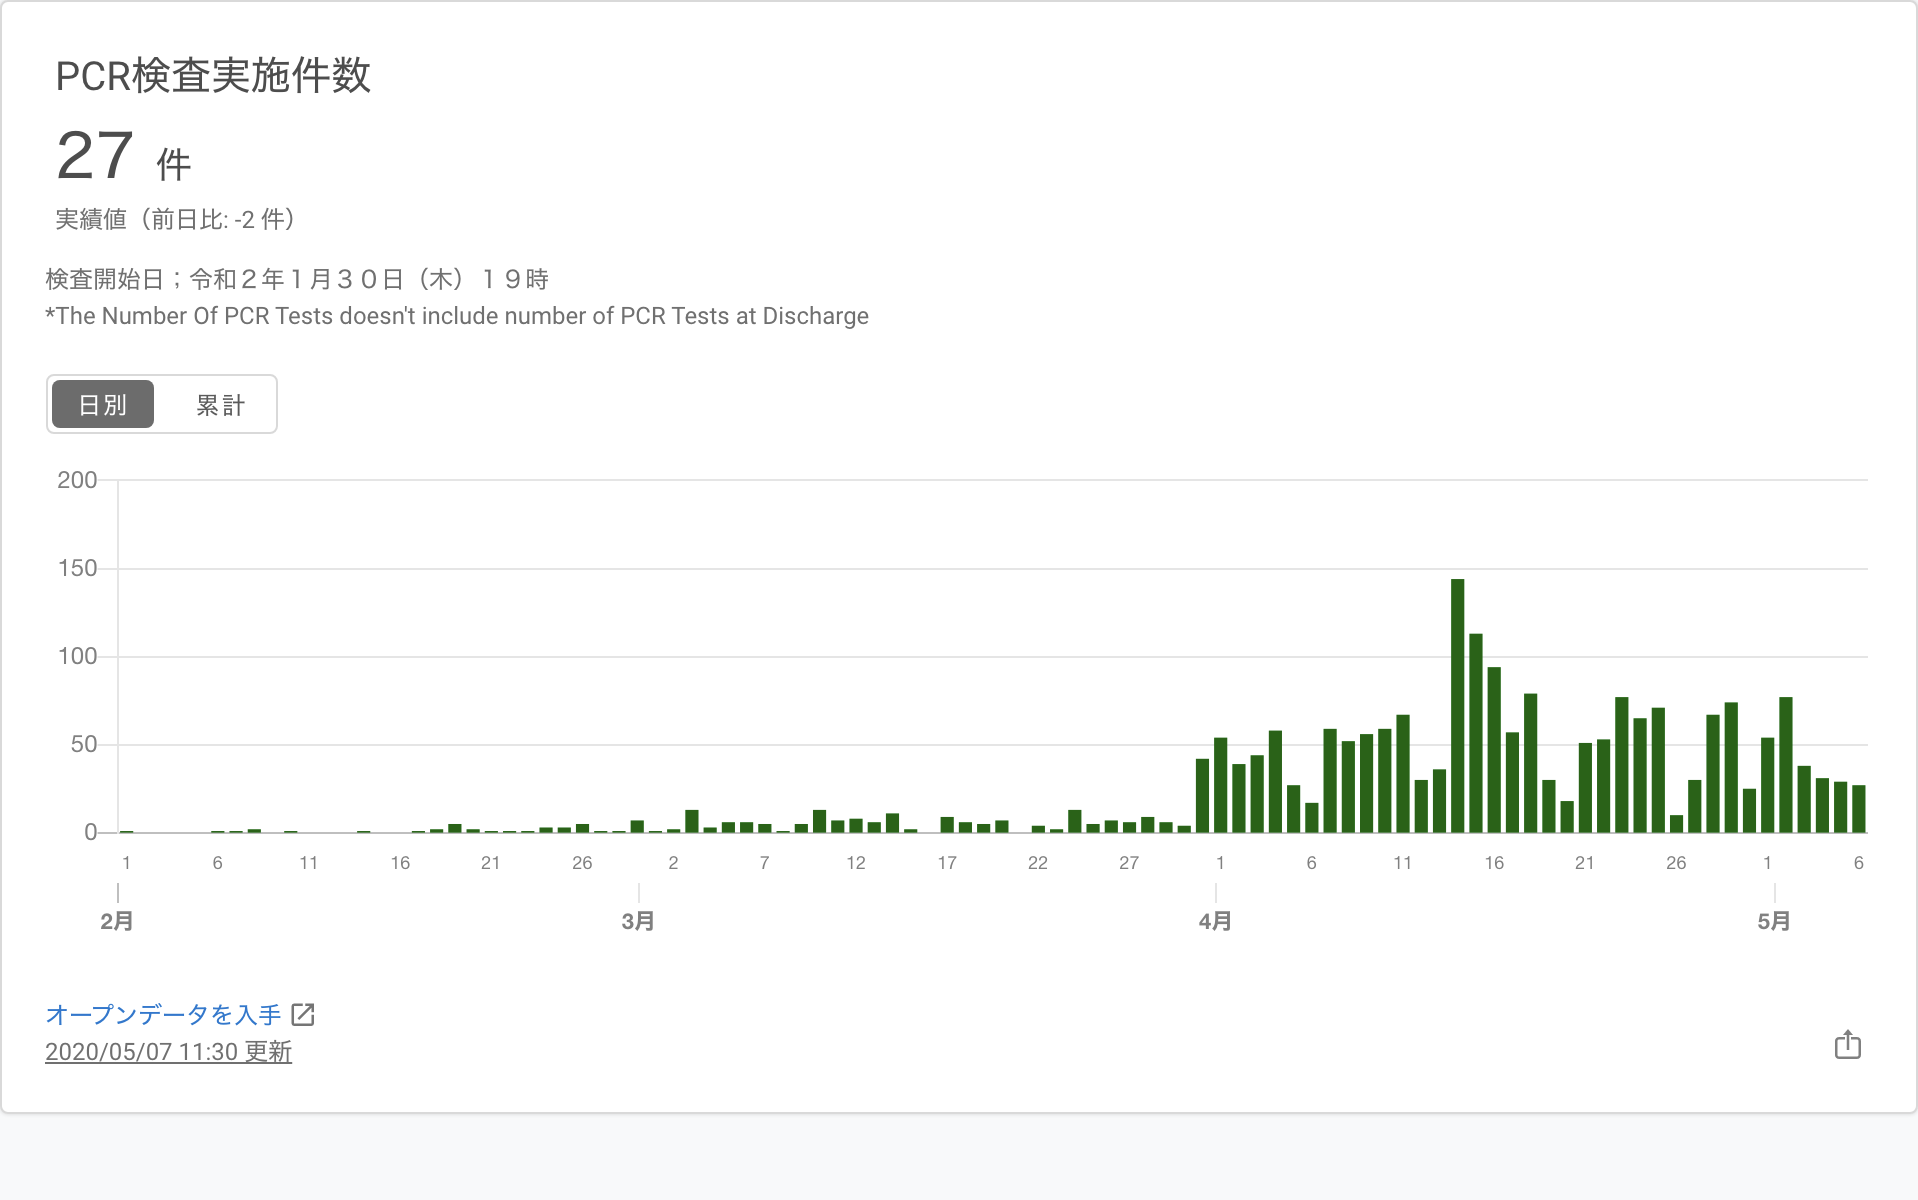 PCR検査実施件数
27 件
実績値（前日比: -2 件）
検査開始日；令和２年１月３０日（木）１９時
*The Number Of PCR Tests doesn't include number of PCR Tests at Discharge
日別 累計
200
150
100
50
0
1 6 11 16 21 26 2 7 12 17 22 27 1 6 11 16 21 26 1 6
2月 3月 4月 5月
オープンデータを入手
2020/05/07 11:30 更新